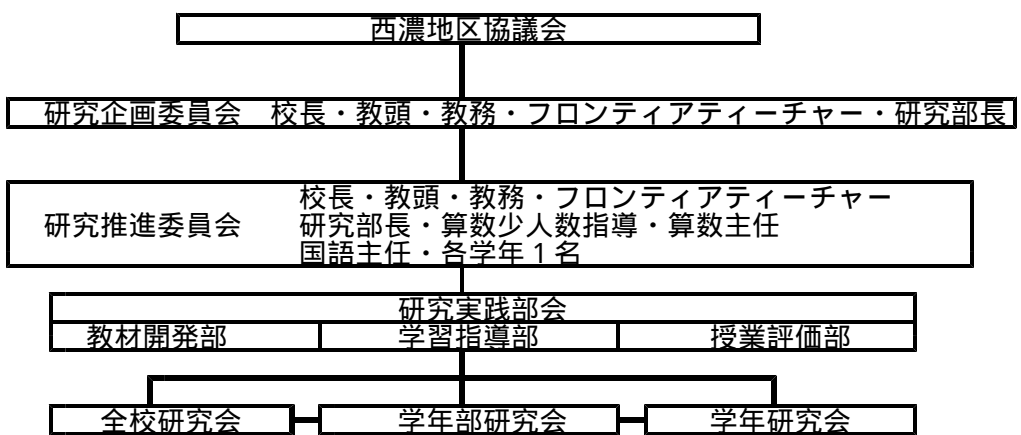 西濃地区協議会
研究企画委員会 校長・教頭・教務・フロンティアティーチャー・研究部長
校長・教頭・教務・フロンティアティーチャー
研究推進委員会 研究部長・算数少人数指導・算数主任
国語主任・各学年１名
研究実践部会
教材開発部 学習指導部 授業評価部
全校研究会 学年部研究会 学年研究会